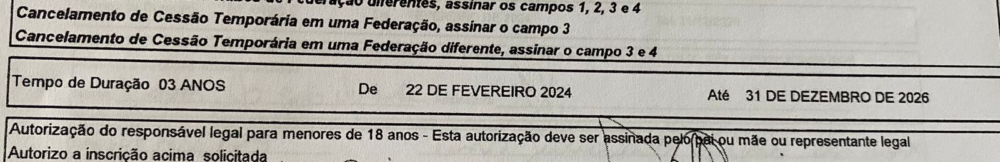 diferentes, assinar os campos 1, 2, 3 e 4
Cancelamento de Cessão Temporária em uma Federação, assinar o campo 3
Cancelamento de Cessão Temporária em uma Federação diferente, assinar o campo 3 e 4
Tempo de Duração 03 ANOS De 22 DE FEVEREIRO 2024 Até 31 DE DEZEMBRO DE 2026
Autorização do responsável legal para menores de 18 anos - Esta autorização deve ser assinada pelo pai ou mãe ou representante legal
Autorizo a inscrição acima solicitada